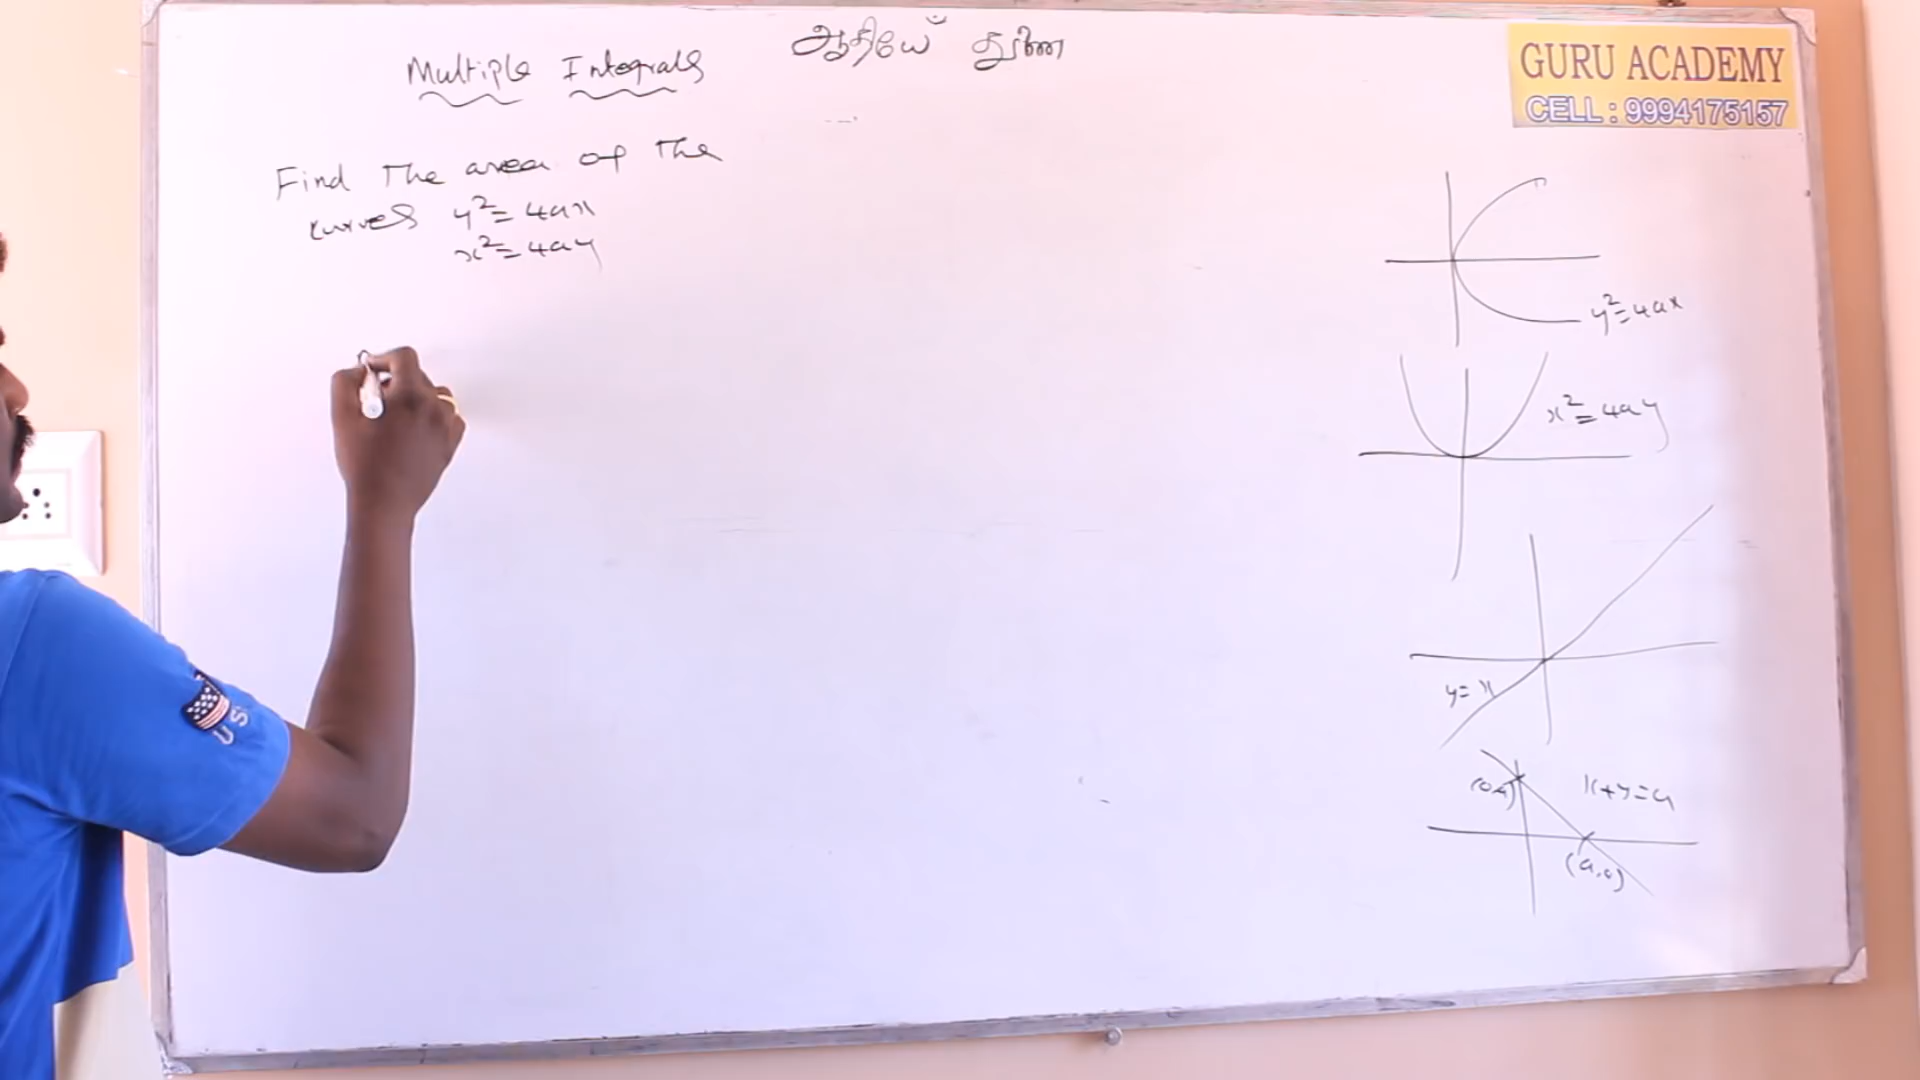 Multiple Integrals
ஆதியே துணை
GURU ACADEMY
CELL : 9994175157
Find The area of The
curves y²= 4ax
x²= 4ay
y²= 4ax
x²= 4ay
y= x
(0,a)
x+y=a
(a,0)
US